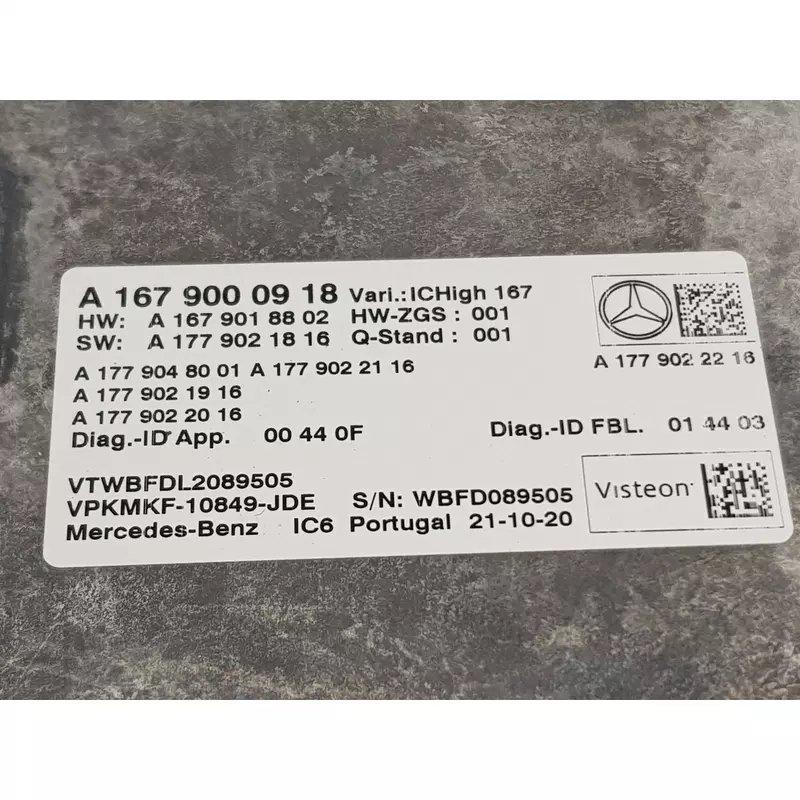 A 167 900 09 18 Vari.:ICHigh 167
HW: A 167 901 88 02 HW-ZGS : 001
SW: A 177 902 18 16 Q-Stand : 001
A 177 904 80 01 A 177 902 21 16
A 177 902 22 16
A 177 902 19 16
A 177 902 20 16
Diag.-ID App. 00 44 0F Diag.-ID FBL. 01 44 03
VTWBFDL2089505
VPKMKF-10849-JDE S/N: WBFD089505
Mercedes-Benz IC6 Portugal 21-10-20
Visteon